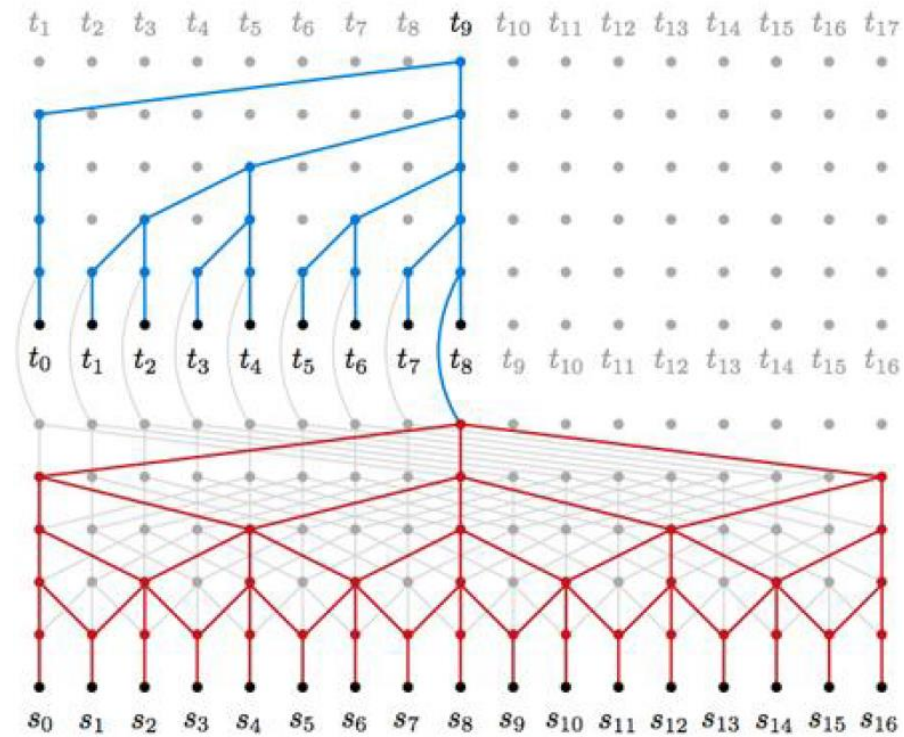 t₁ t₂ t₃ t₄ t₅ t₆ t₇ t₈ t₉ t₁₀ t₁₁ t₁₂ t₁₃ t₁₄ t₁₅ t₁₆ t₁₇
t₀ t₁ t₂ t₃ t₄ t₅ t₆ t₇ t₈ t₉ t₁₀ t₁₁ t₁₂ t₁₃ t₁₄ t₁₅ t₁₆
s₀ s₁ s₂ s₃ s₄ s₅ s₆ s₇ s₈ s₉ s₁₀ s₁₁ s₁₂ s₁₃ s₁₄ s₁₅ s₁₆